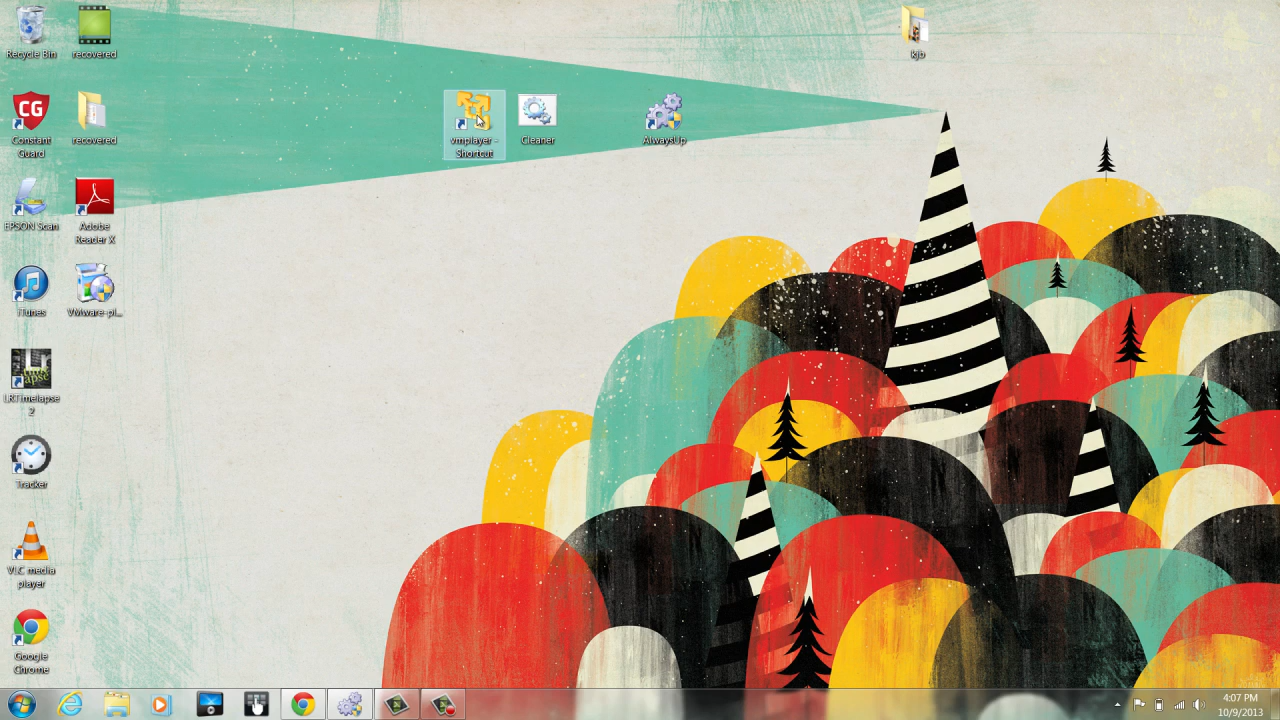 Recycle Bin
recovered
kjb
CG
Constant
Guard
recovered
vmplayer -
Shortcut
Cleaner
AlwaysUp
EPSON Scan
Adobe
Reader X
iTunes
VMware-pl...
LRTimelapse
2
Tracker
VLC media
player
Google
Chrome
4:07 PM
10/9/2013